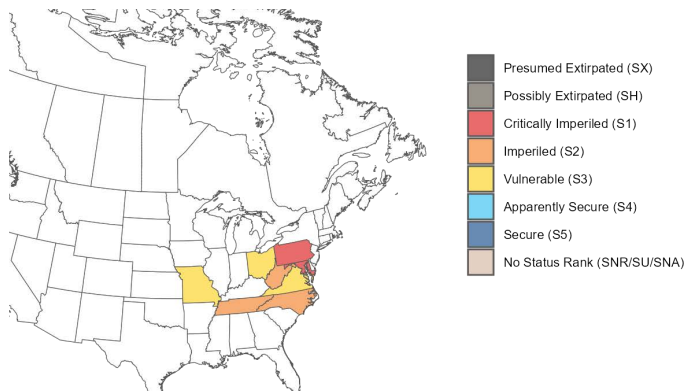 Presumed Extirpated (SX)
Possibly Extirpated (SH)
Critically Imperiled (S1)
Imperiled (S2)
Vulnerable (S3)
Apparently Secure (S4)
Secure (S5)
No Status Rank (SNR/SU/SNA)